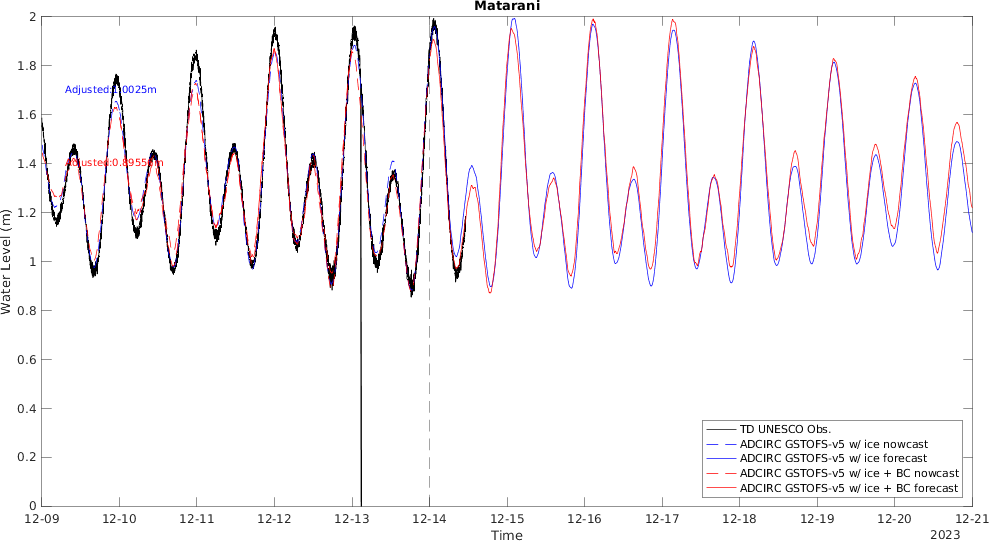 Matarani
2
1.8
1.6
1.4
1.2
1
0.8
0.6
0.4
0.2
0
Water Level (m)
Adjusted:1.0025m
TD UNESCO Obs.
ADCIRC GSTOFS-v5 w/ ice nowcast
ADCIRC GSTOFS-v5 w/ ice forecast
ADCIRC GSTOFS-v5 w/ ice + BC nowcast
ADCIRC GSTOFS-v5 w/ ice + BC forecast
12-09 12-10 12-11 12-12 12-13 12-14 12-15 12-16 12-17 12-18 12-19 12-20 12-21
Time
2023